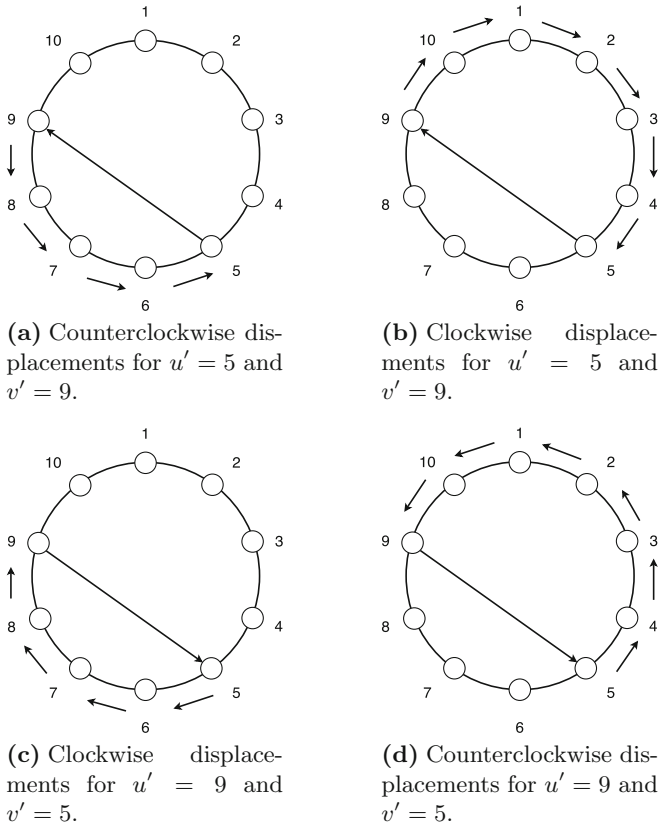 1 1
10 2 10 2
9 3 9 3
8 4 8 4
7 5 7 5
6 6
(a) Counterclockwise dis-
placements for u′ = 5 and
v′ = 9.
(b) Clockwise displace-
ments for u′ = 5 and
v′ = 9.
1 1
10 2 10 2
9 3 9 3
8 4 8 4
7 5 7 5
6 6
(c) Clockwise displace-
ments for u′ = 9 and
v′ = 5.
(d) Counterclockwise dis-
placements for u′ = 9 and
v′ = 5.